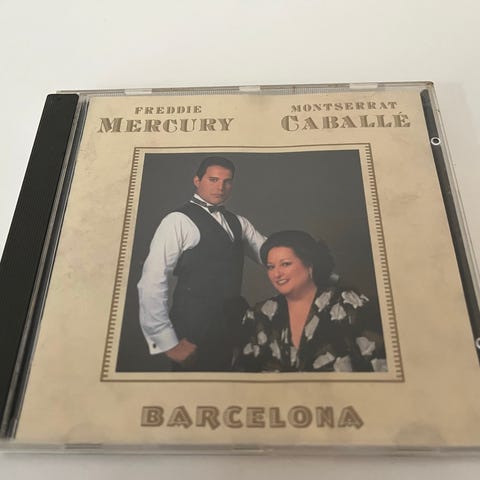 FREDDIE
MERCURY
MONTSERRAT
CABALLÉ
BARCELONA